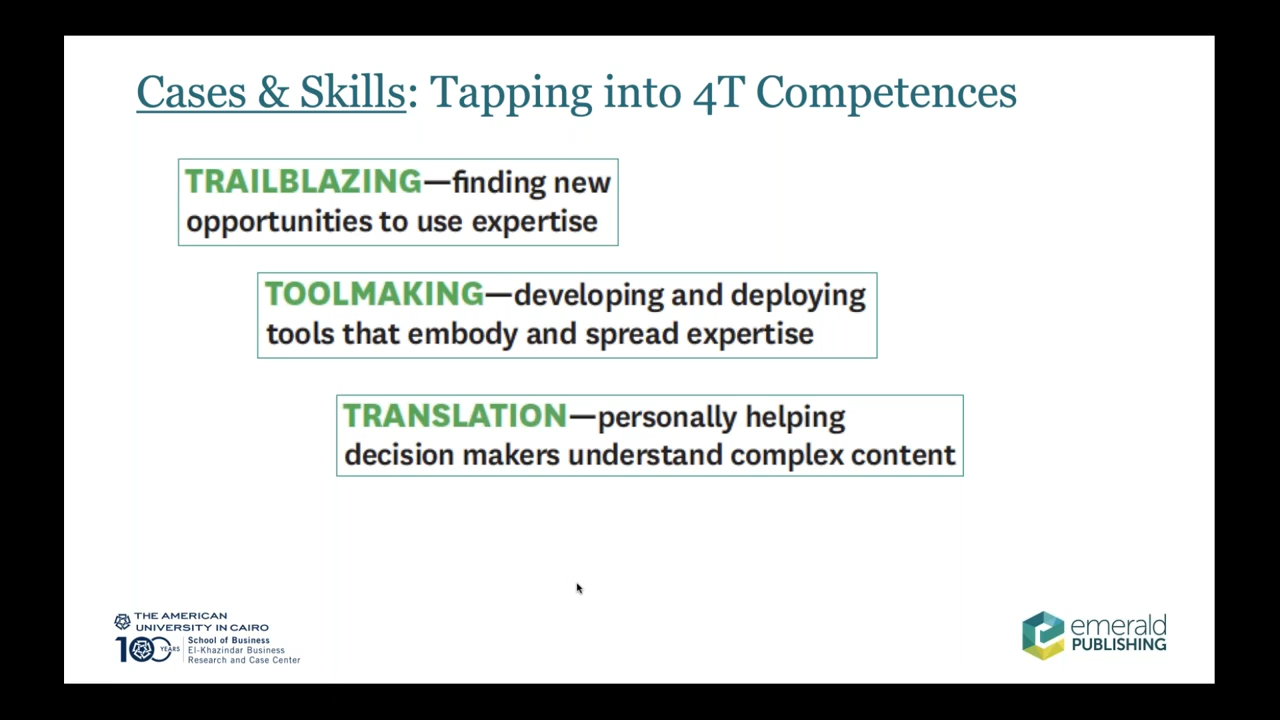 Cases & Skills: Tapping into 4T Competences
TRAILBLAZING—finding new
opportunities to use expertise
TOOLMAKING—developing and deploying
tools that embody and spread expertise
TRANSLATION—personally helping
decision makers understand complex content
THE AMERICAN
UNIVERSITY IN CAIRO
100 YEARS
School of Business
El-Khazindar Business
Research and Case Center
emerald
PUBLISHING